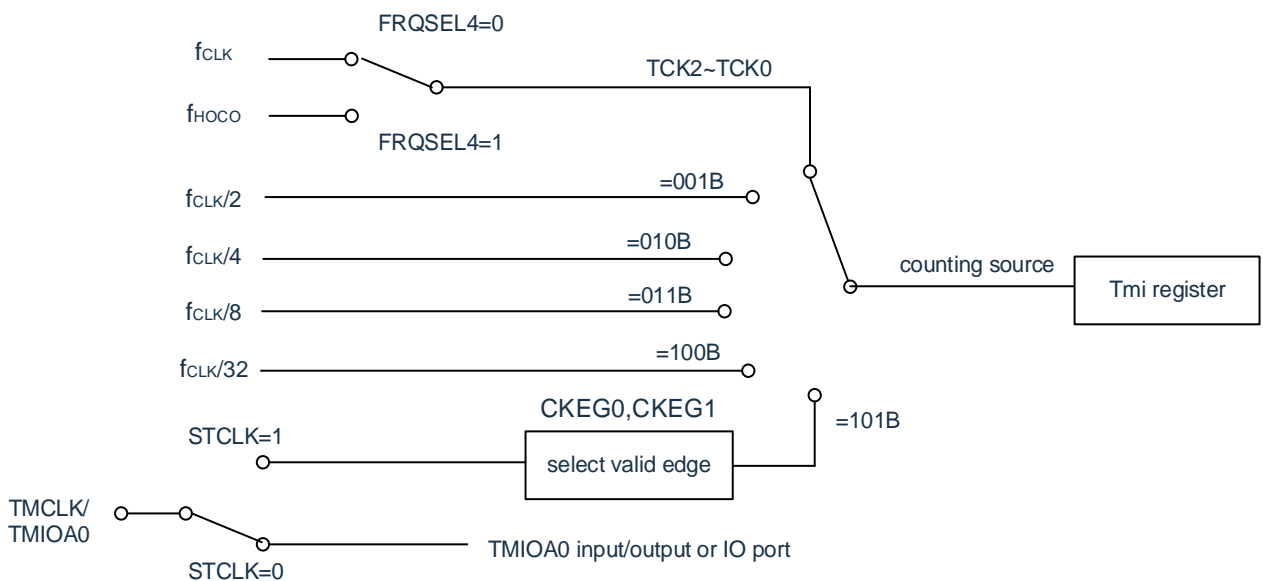 FRQSEL4=0
fCLK
TCK2~TCK0
fHOCO
FRQSEL4=1
fCLK/2
=001B
fCLK/4
=010B
counting source
Tmi register
fCLK/8
=011B
fCLK/32
=100B
CKEG0,CKEG1
=101B
STCLK=1
select valid edge
TMCLK/
TMIOA0
TMIOA0 input/output or IO port
STCLK=0